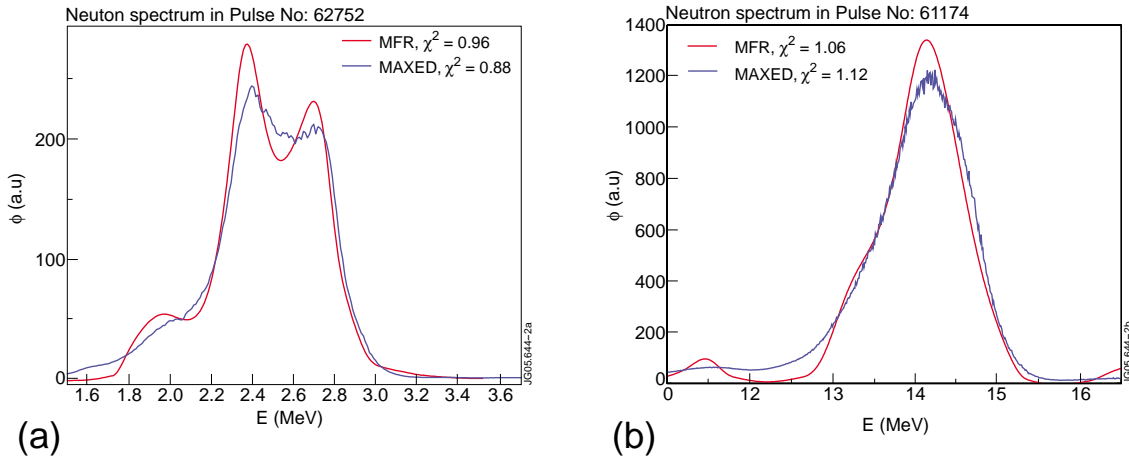 Neuton spectrum in Pulse No: 62752
MFR, χ² = 0.96
MAXED, χ² = 0.88
200
100
0
ϕ (a.u)
1.6 1.8 2.0 2.2 2.4 2.6 2.8 3.0 3.2 3.4 3.6
E (MeV)
JG05.644-2a
(a)
Neutron spectrum in Pulse No: 61174
MFR, χ² = 1.06
MAXED, χ² = 1.12
1400
1200
1000
800
600
400
200
0
ϕ (a.u)
0 12 13 14 15 16
E (MeV)
JG05.644-2b
(b)